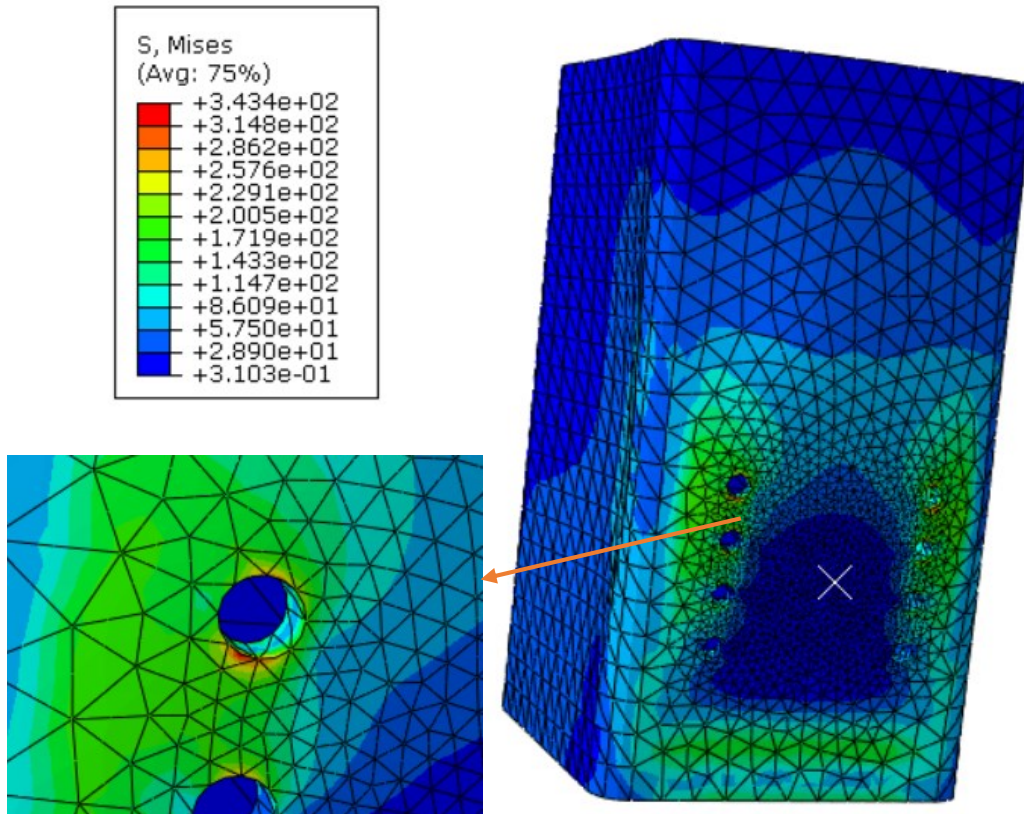 S, Mises
(Avg: 75%)
+3.434e+02
+3.148e+02
+2.862e+02
+2.576e+02
+2.291e+02
+2.005e+02
+1.719e+02
+1.433e+02
+1.147e+02
+8.609e+01
+5.750e+01
+2.890e+01
+3.103e-01